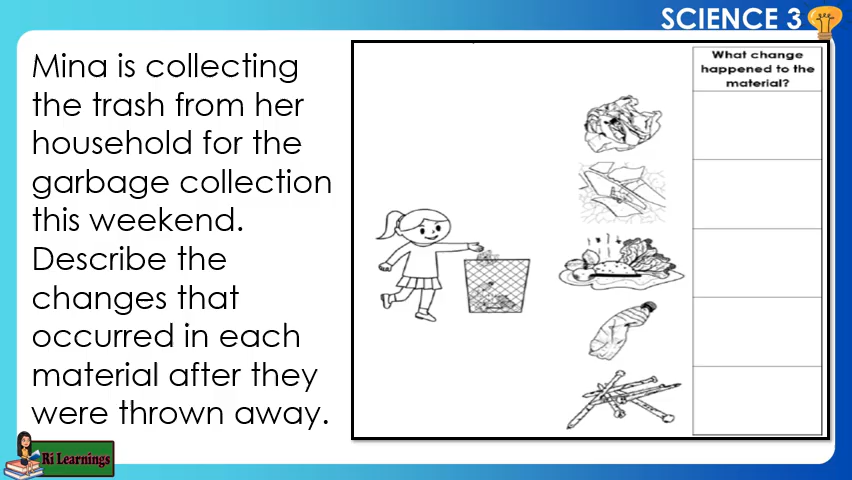 SCIENCE 3
Mina is collecting
the trash from her
household for the
garbage collection
this weekend.
Describe the
changes that
occurred in each
material after they
were thrown away.
What change
happened to the
material?
Ri Learnings